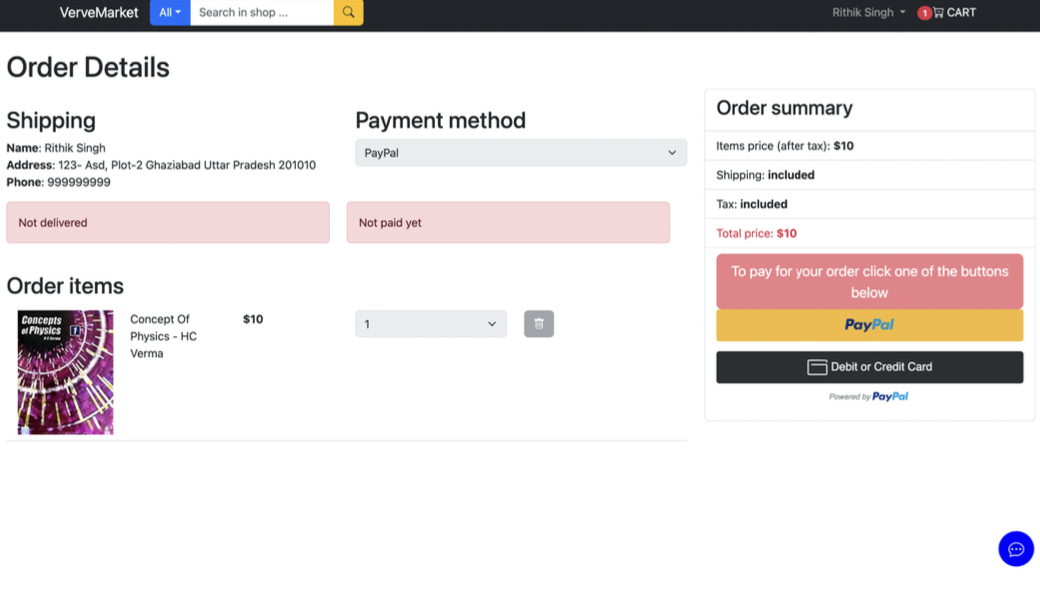 VerveMarket
All
Search in shop ...
Rithik Singh
1
CART
Order Details
Shipping
Name: Rithik Singh
Address: 123- Asd, Plot-2 Ghaziabad Uttar Pradesh 201010
Phone: 999999999
Not delivered
Payment method
PayPal
Not paid yet
Order items
Concepts
of Physics 1
H C Verma
Concept Of
Physics - HC
Verma
$10
1
Order summary
Items price (after tax): $10
Shipping: included
Tax: included
Total price: $10
To pay for your order click one of the buttons
below
PayPal
Debit or Credit Card
Powered by PayPal